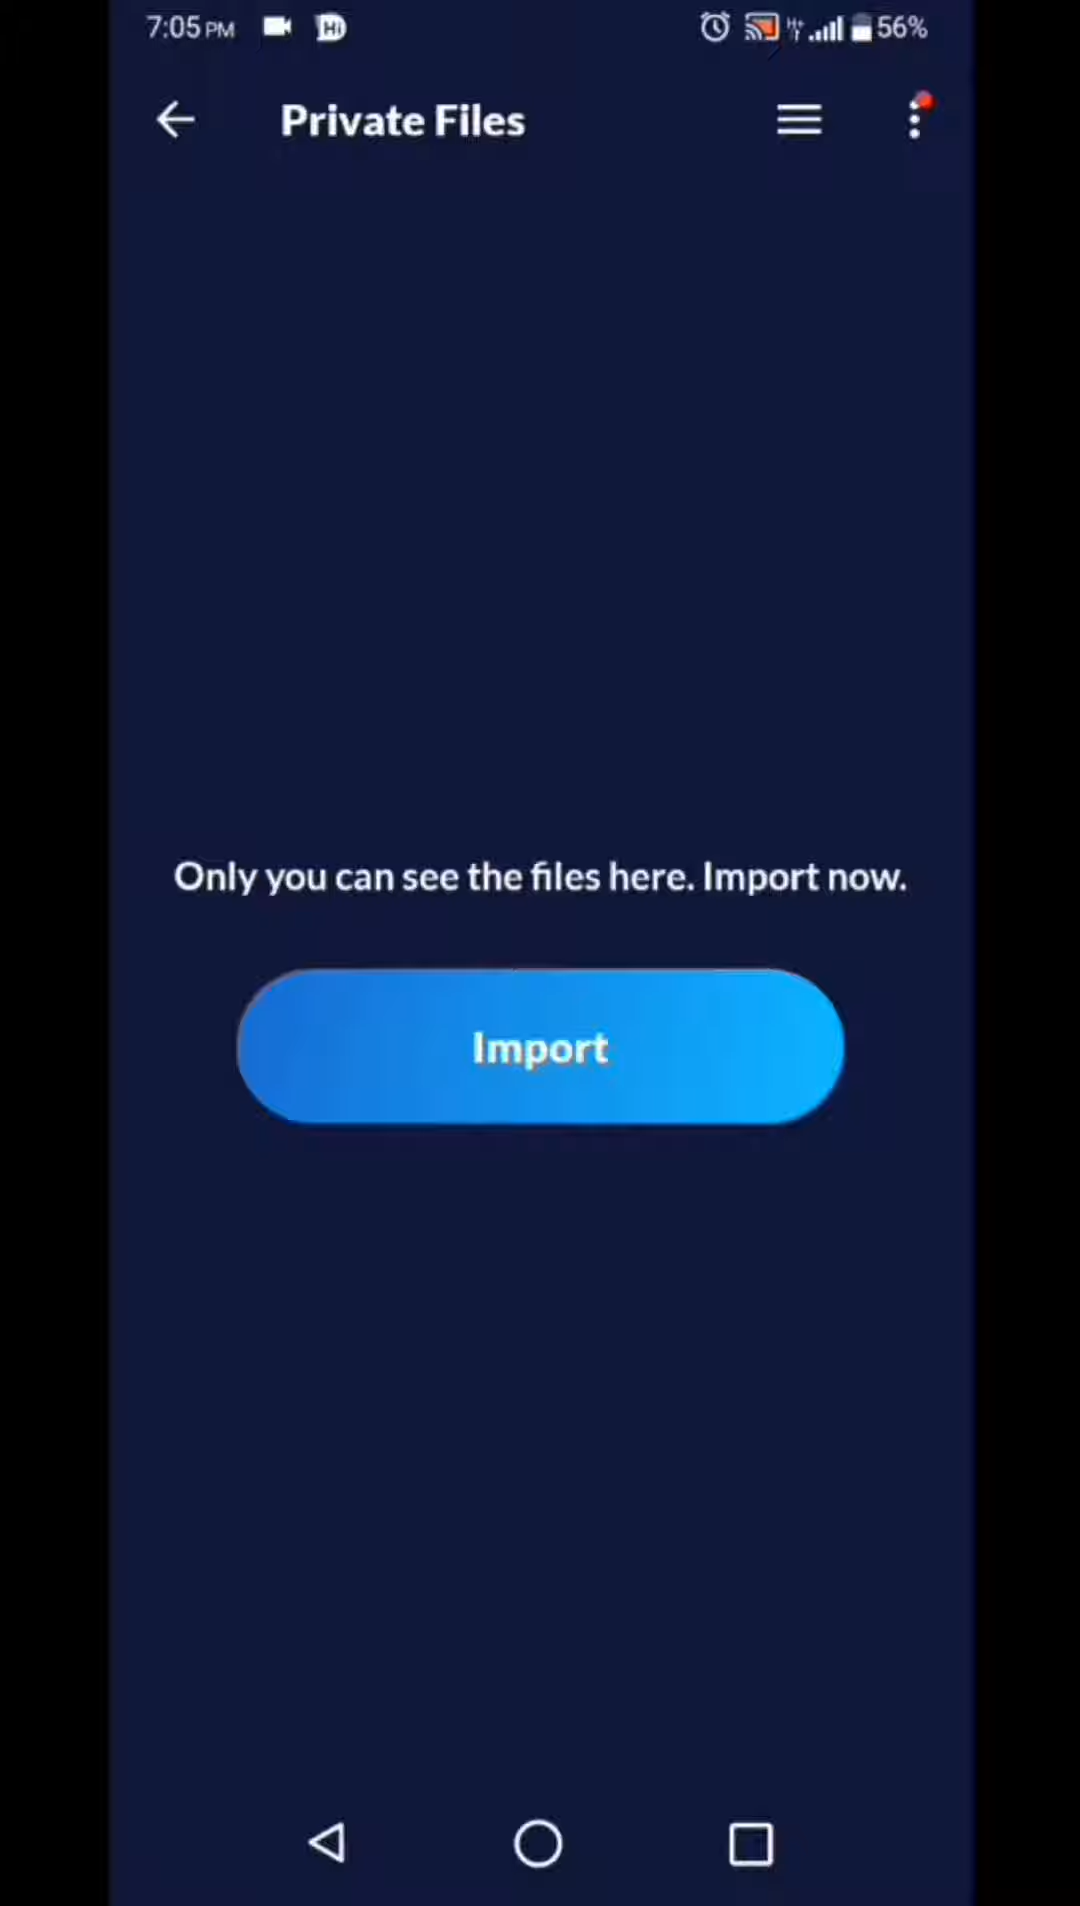 7:05 PM 56%
Private Files
Only you can see the files here. Import now.
Import